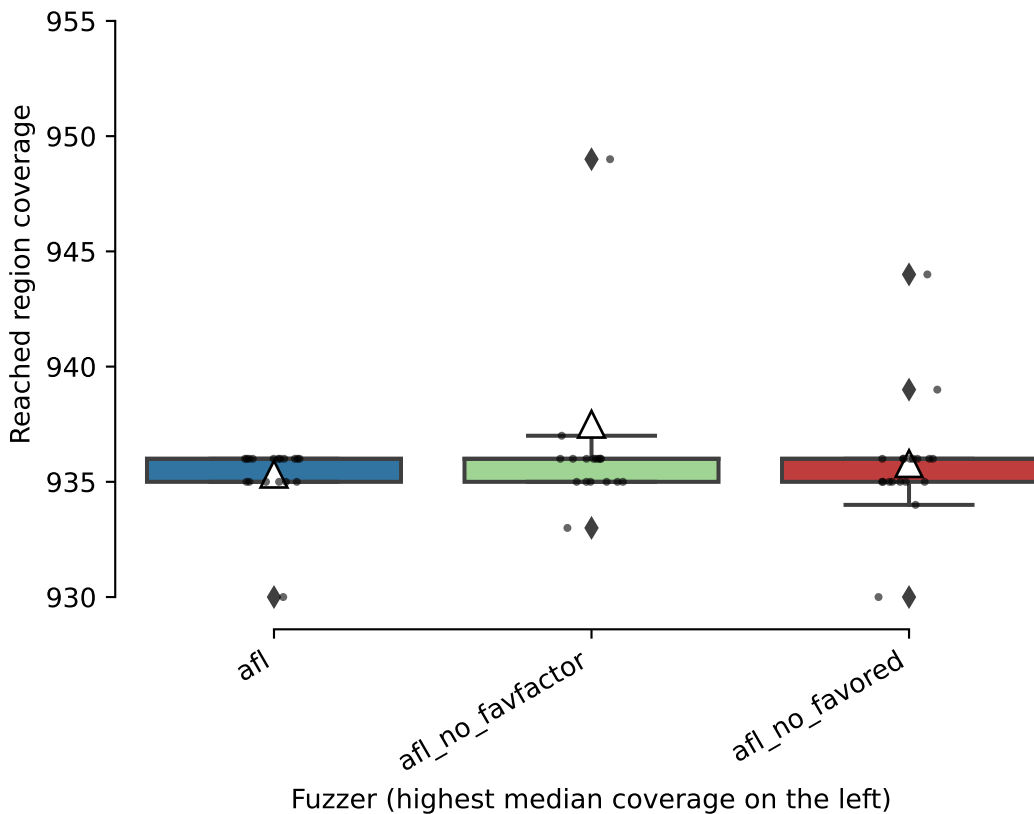 955
950
945
940
935
930
Reached region coverage
afl
afl_no_favfactor
afl_no_favored
Fuzzer (highest median coverage on the left)